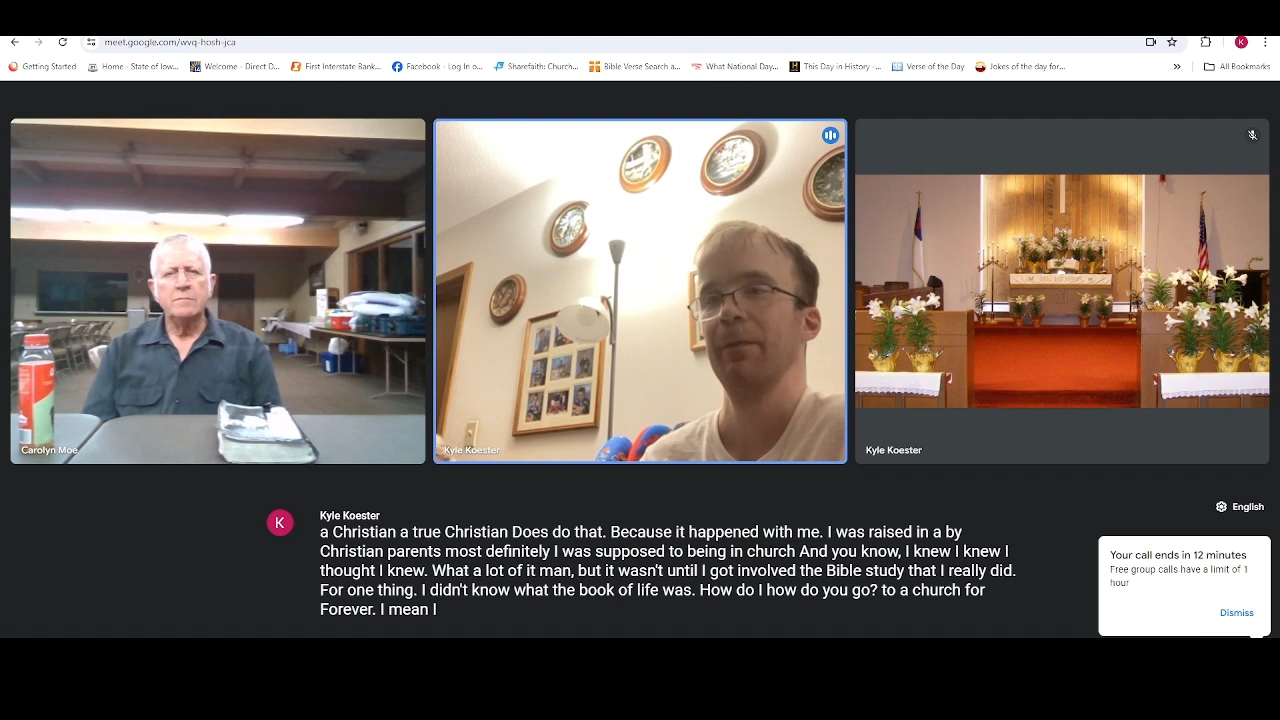 meet.google.com/wvq-hosh-jca
K
Getting Started
Home - State of Iow...
Welcome - Direct D...
First Interstate Bank...
Facebook - Log In o...
Sharefaith: Church...
Bible Verse Search a...
What National Day...
This Day in History -...
Verse of the Day
Jokes of the day for...
»
All Bookmarks
Carolyn Moe
Kyle Koester
Kyle Koester
English
K
Kyle Koester
a Christian a true Christian Does do that. Because it happened with me. I was raised in a by
Christian parents most definitely I was supposed to being in church And you know, I knew I knew I
thought I knew. What a lot of it man, but it wasn't until I got involved the Bible study that I really did.
For one thing. I didn't know what the book of life was. How do I how do you go? to a church for
Forever. I mean I
Your call ends in 12 minutes
Free group calls have a limit of 1
hour
Dismiss